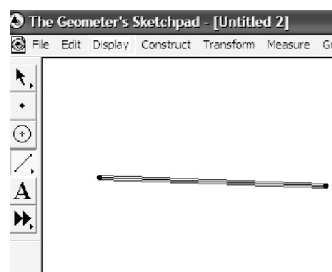 The Geometer's Sketchpad - [Untitled 2]
File Edit Display Construct Transform Measure
A